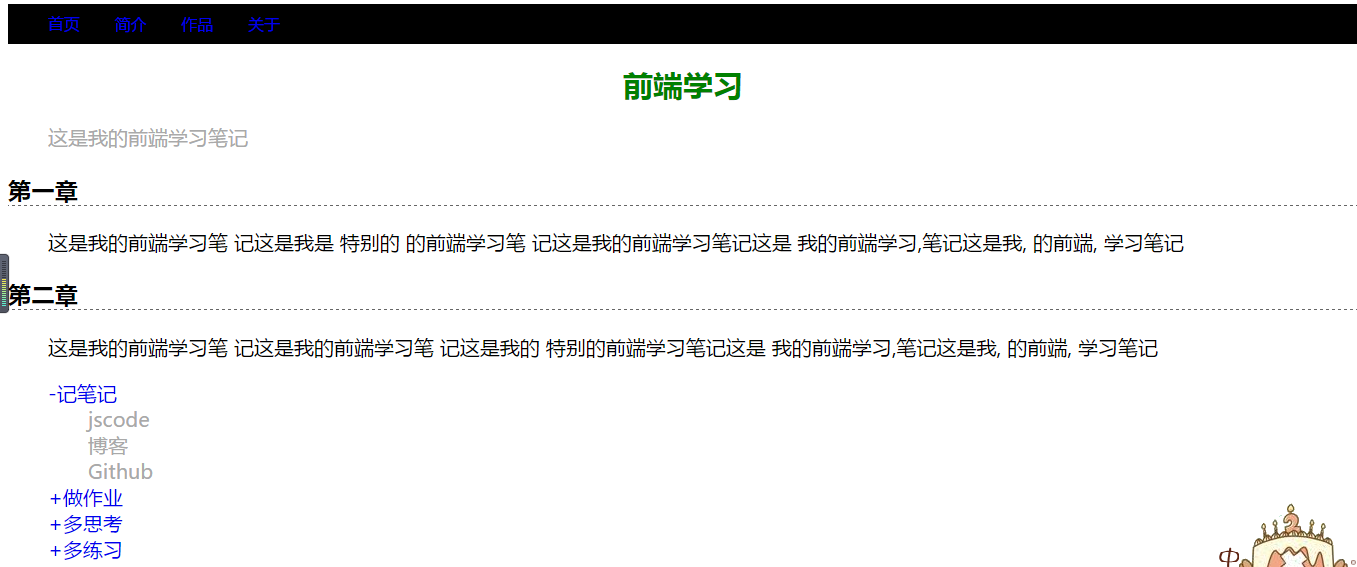 首页 简介 作品 关于
前端学习
这是我的前端学习笔记
第一章
这是我的前端学习笔 记这是我是 特别的 的前端学习笔 记这是我的前端学习笔记这是 我的前端学习,笔记这是我, 的前端, 学习笔记
第二章
这是我的前端学习笔 记这是我的前端学习笔 记这是我的 特别的前端学习笔记这是 我的前端学习,笔记这是我, 的前端, 学习笔记
-记笔记
jscode
博客
Github
+做作业
+多思考
+多练习
2
中